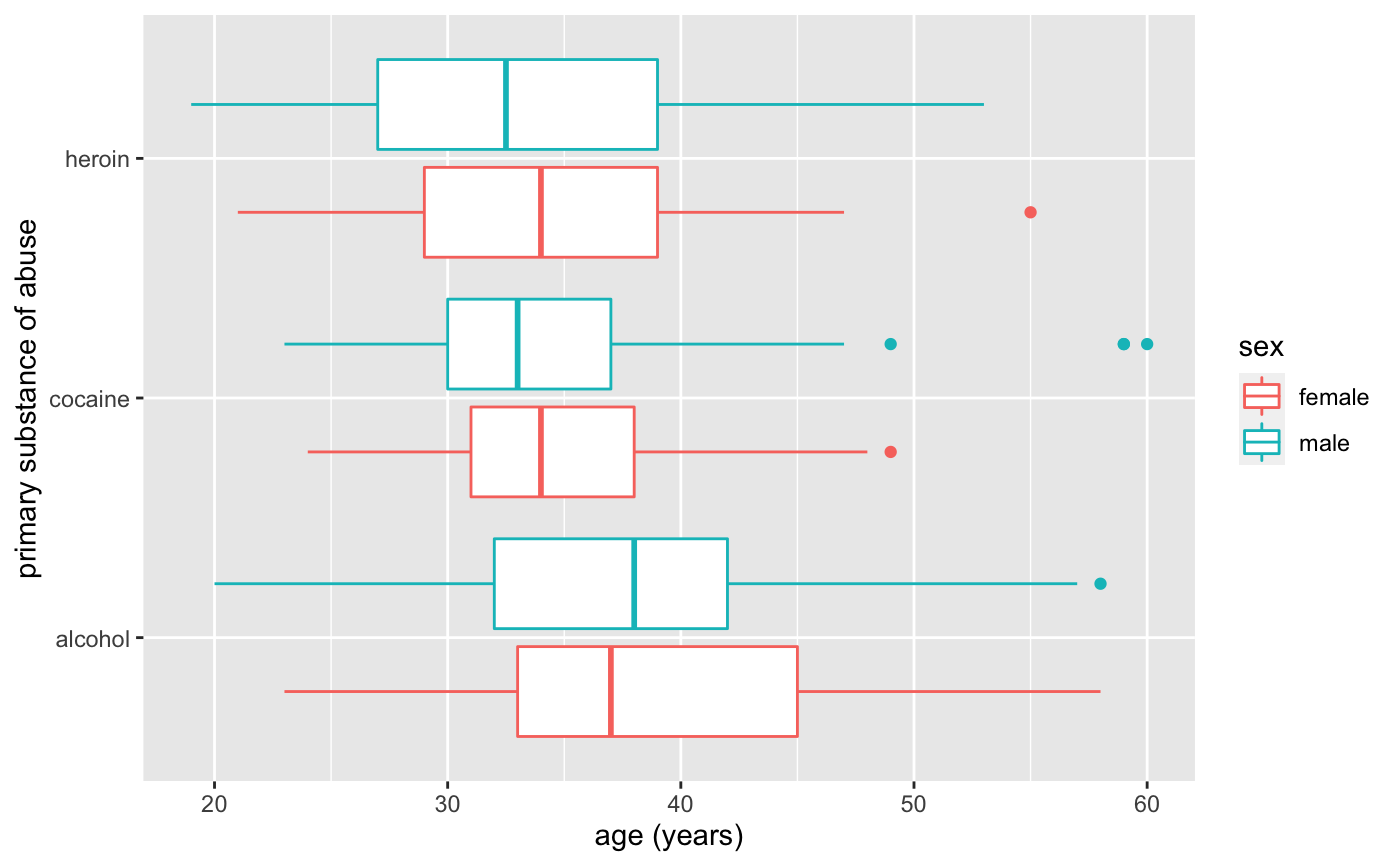 primary substance of abuse
heroin
cocaine
alcohol
20 30 40 50 60
age (years)
sex
female
male